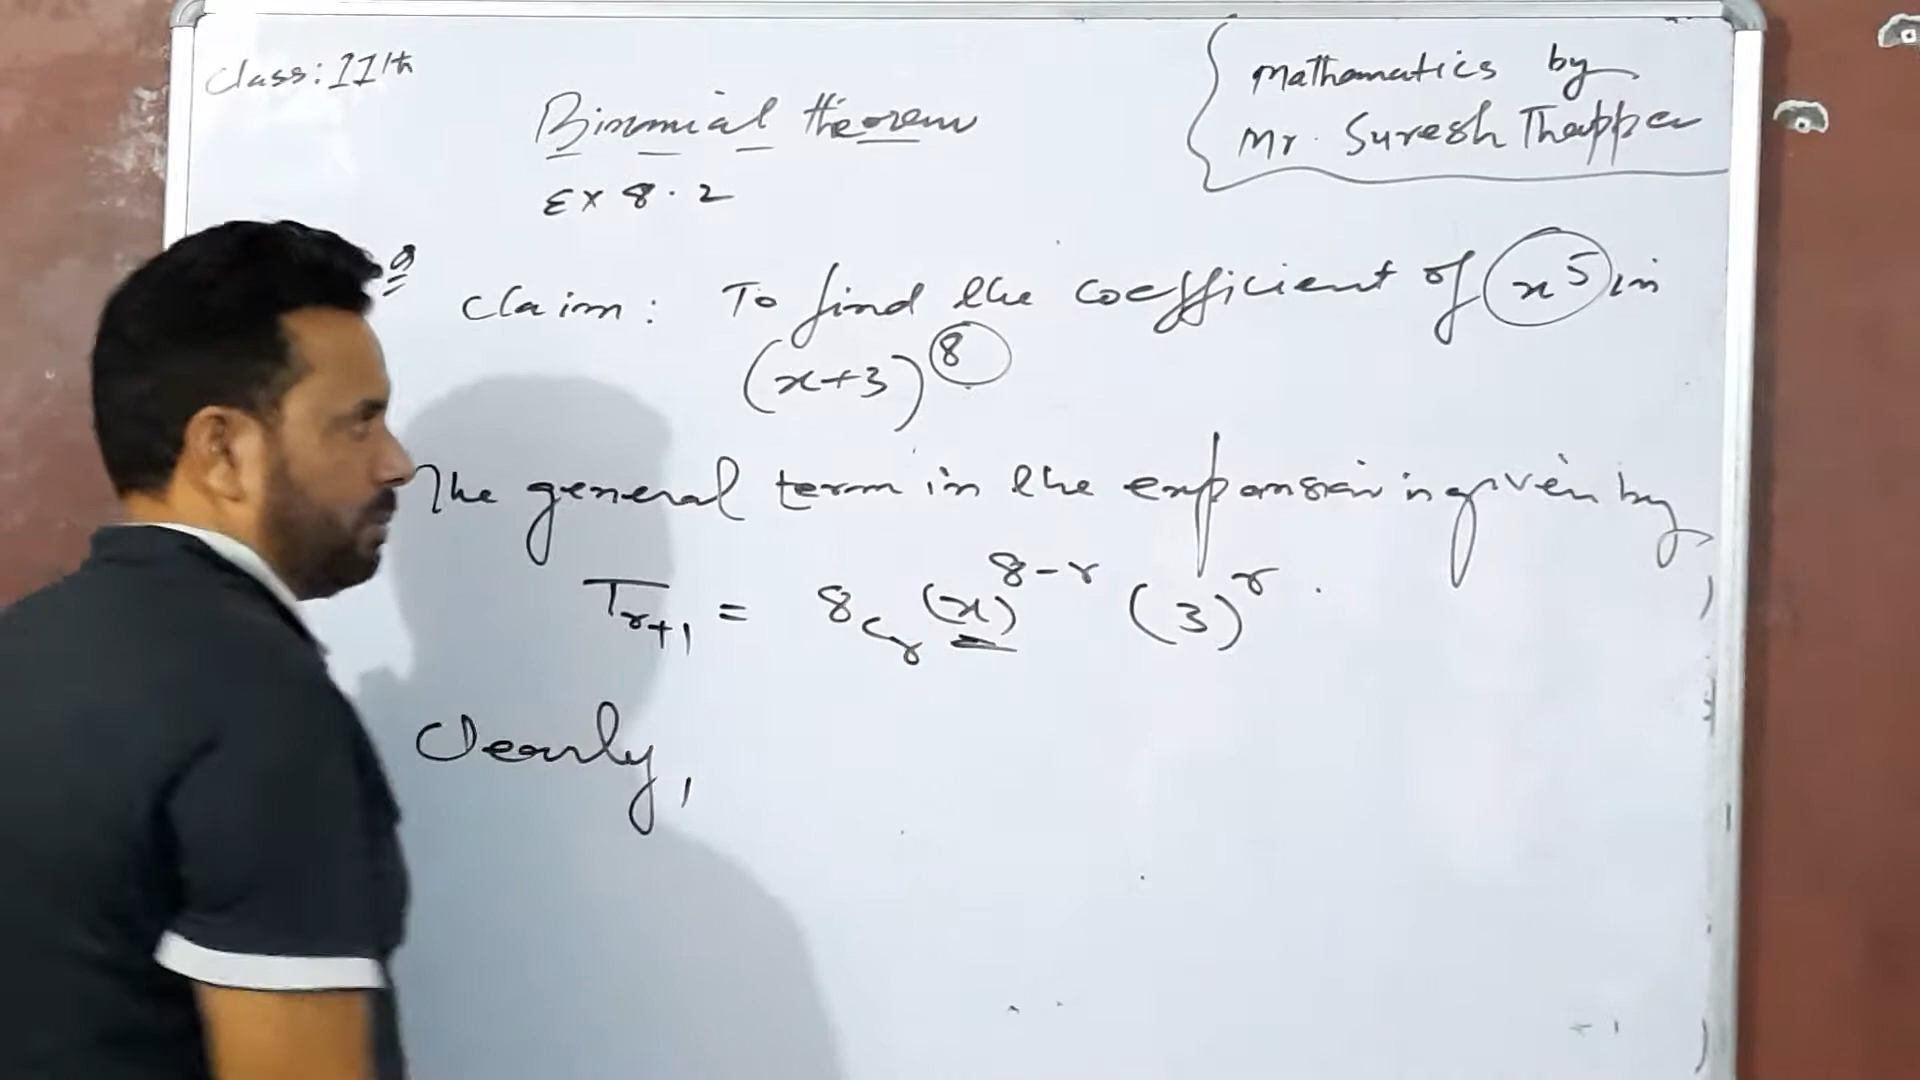 Class: 11th
Mathematics by
Mr. Suresh Thapper
Binomial theorem
Ex 8.2
Claim: To find the coefficient of x⁵ in
(x+3)⁸
The general term in the expansion is given by,
Tᵣ₊₁ = ⁸Cᵣ (x)⁸⁻ʳ (3)ʳ.
Clearly,